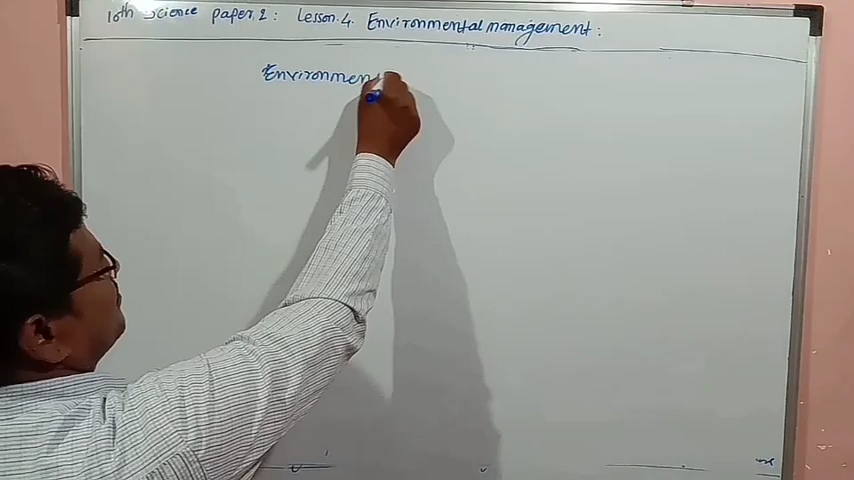 10th Science paper 2 : Lesson 4. Environmental management :
* Environment